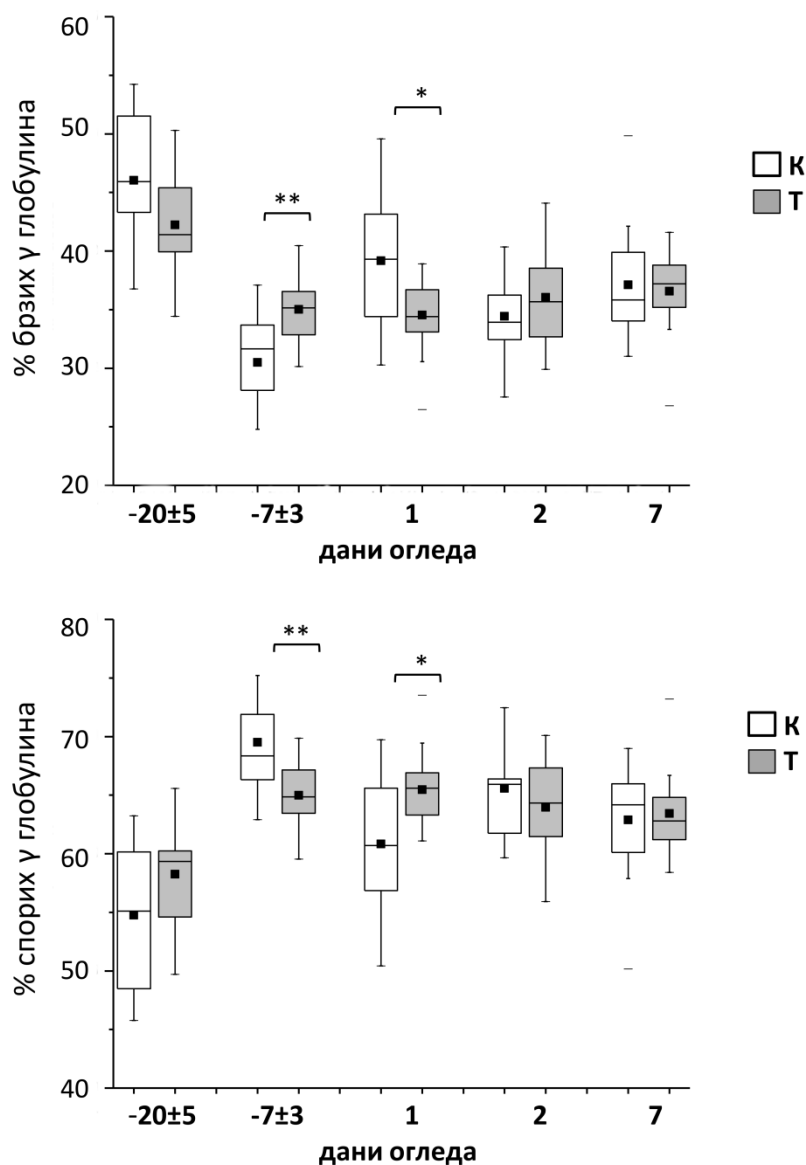 % брзих γ глобулина
60
50
40
30
20
**
*
К
Т
-20±5 -7±3 1 2 7
дани огледа
% спорих γ глобулина
80
70
60
50
40
**
*
К
Т
-20±5 -7±3 1 2 7
дани огледа